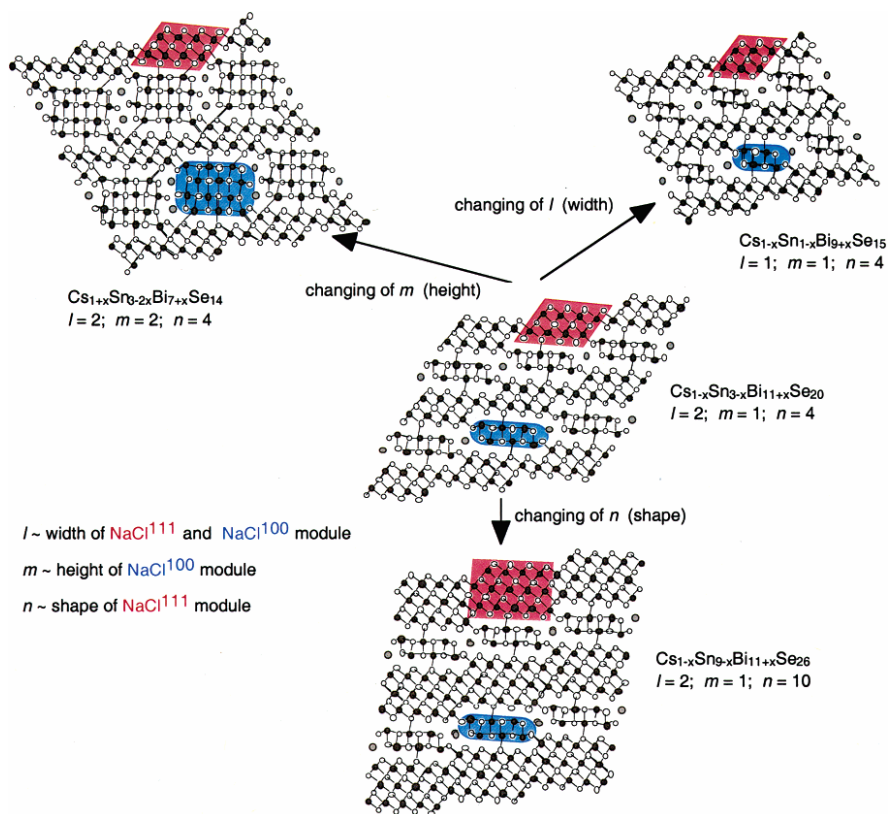 changing of l (width)
Cs1-xSn1-xBi9+xSe15
l = 1; m = 1; n = 4
changing of m (height)
Cs1+xSn3-2xBi7+xSe14
l = 2; m = 2; n = 4
Cs1-xSn3-xBi11+xSe20
l = 2; m = 1; n = 4
changing of n (shape)
l ~ width of NaCl111 and NaCl100 module
m ~ height of NaCl100 module
n ~ shape of NaCl111 module
Cs1-xSn9-xBi11+xSe26
l = 2; m = 1; n = 10